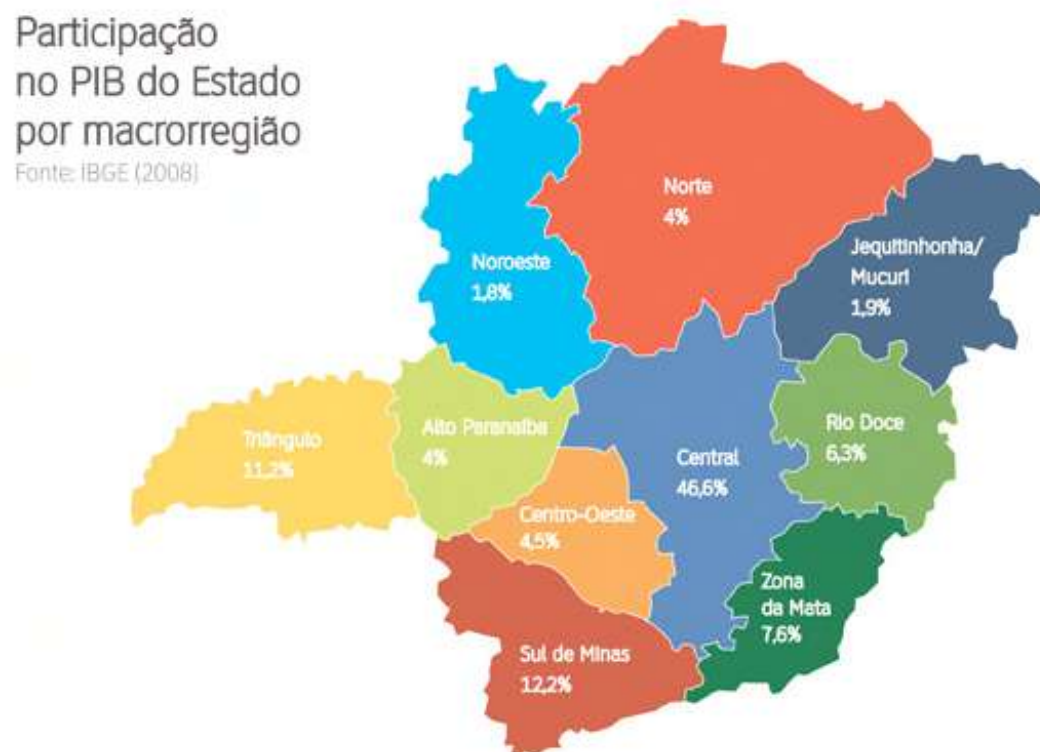 Participação
no PIB do Estado
por macrorregião
Fonte: IBGE (2008)
Norte
4%
Noroeste
1,8%
Jequitinhonha/
Mucuri
1,9%
Triângulo
11,2%
Alto Paranaíba
4%
Central
46,6%
Rio Doce
6,3%
Centro-Oeste
4,5%
Zona
da Mata
7,6%
Sul de Minas
12,2%